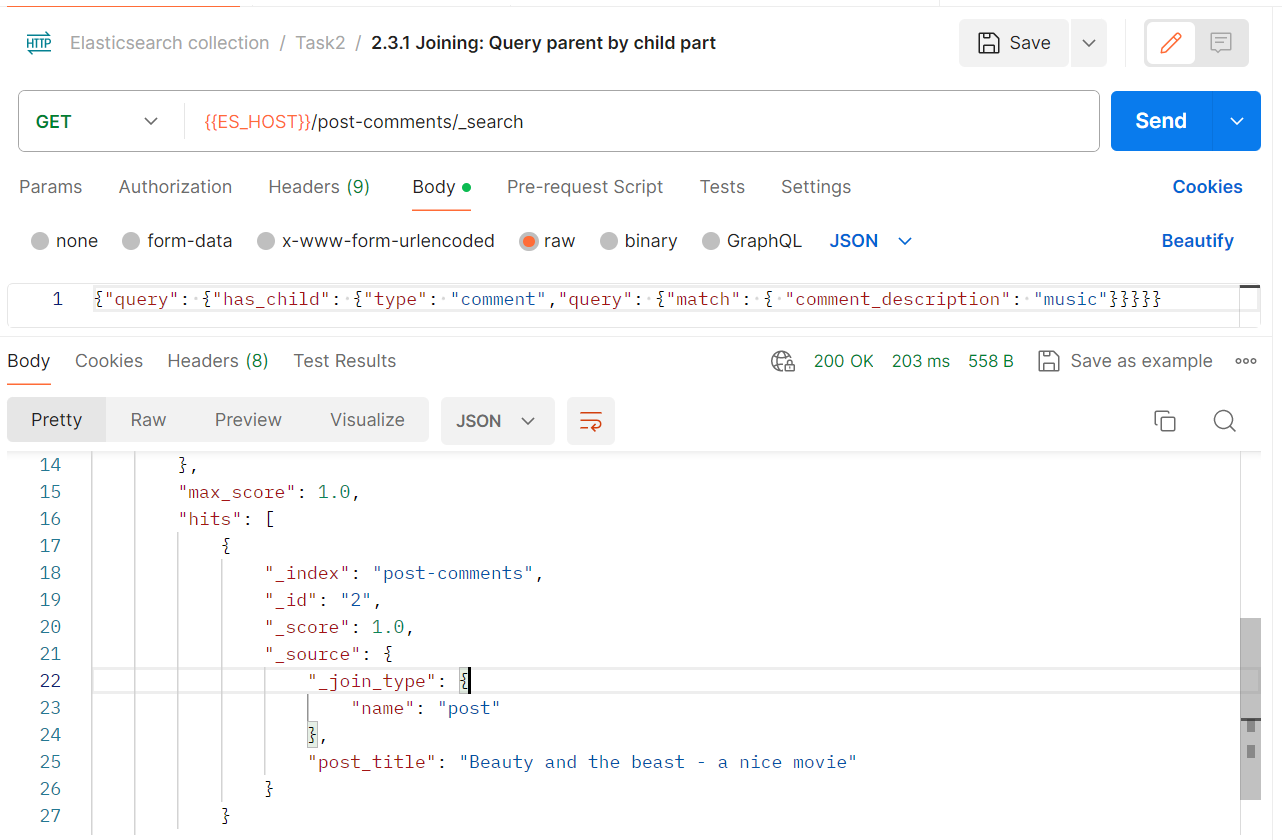 HTTP Elasticsearch collection / Task2 / 2.3.1 Joining: Query parent by child part Save
GET {{ES_HOST}}/post-comments/_search Send
Params Authorization Headers (9) Body Pre-request Script Tests Settings Cookies
none form-data x-www-form-urlencoded raw binary GraphQL JSON Beautify
1 {"query": {"has_child": {"type": "comment","query": {"match": { "comment_description": "music"}}}}}
Body Cookies Headers (8) Test Results 200 OK 203 ms 558 B Save as example
Pretty Raw Preview Visualize JSON
14 },
15 "max_score": 1.0,
16 "hits": [
17 {
18 "_index": "post-comments",
19 "_id": "2",
20 "_score": 1.0,
21 "_source": {
22 "_join_type": {
23 "name": "post"
24 },
25 "post_title": "Beauty and the beast - a nice movie"
26 }
27 }